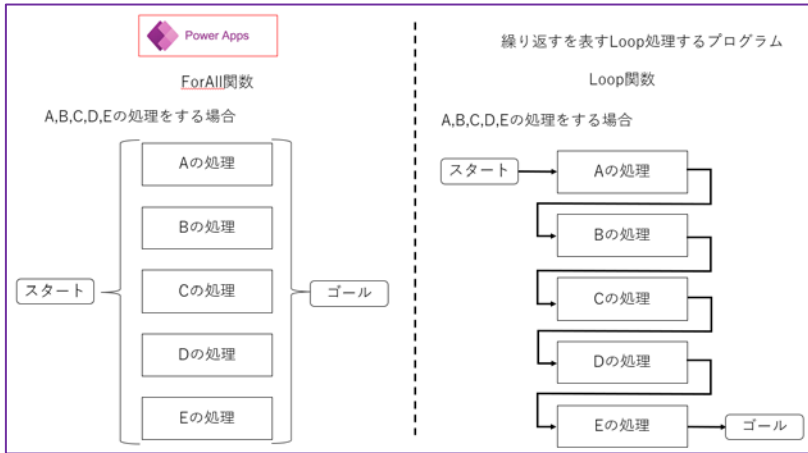 Power Apps
ForAll関数
A,B,C,D,Eの処理をする場合
スタート
Aの処理
Bの処理
Cの処理
Dの処理
Eの処理
ゴール
繰り返すを表すLoop処理するプログラム
Loop関数
A,B,C,D,Eの処理をする場合
スタート
Aの処理
Bの処理
Cの処理
Dの処理
Eの処理
ゴール